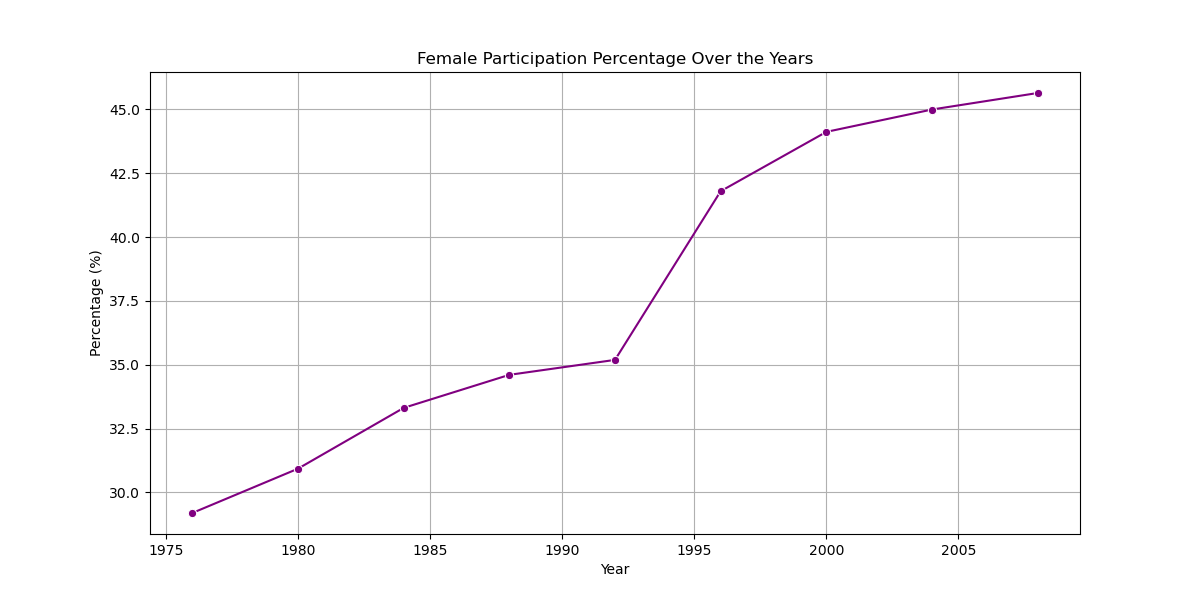 Female Participation Percentage Over the Years
Percentage (%)
45.0
42.5
40.0
37.5
35.0
32.5
30.0
1975 1980 1985 1990 1995 2000 2005
Year